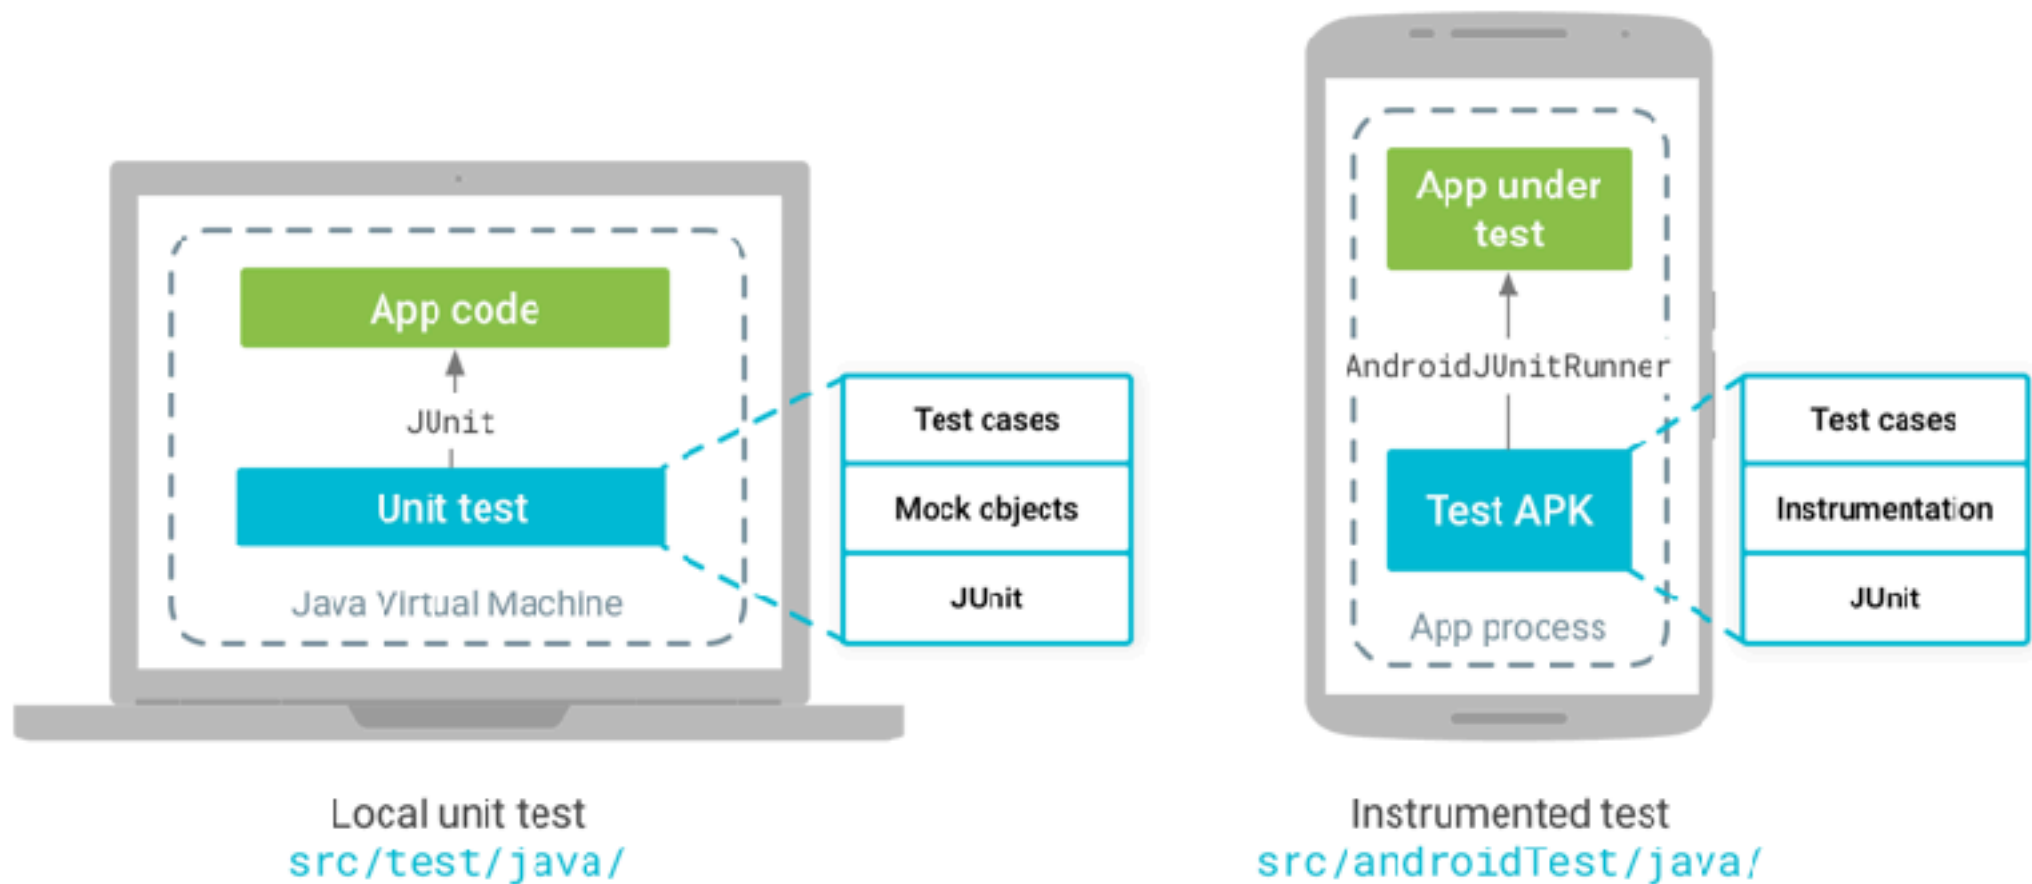 App code
JUnit
Unit test
Java Virtual Machine
Test cases
Mock objects
JUnit
Local unit test
src/test/java/
App under
test
AndroidJUnitRunner
Test APK
App process
Test cases
Instrumentation
JUnit
Instrumented test
src/androidTest/java/